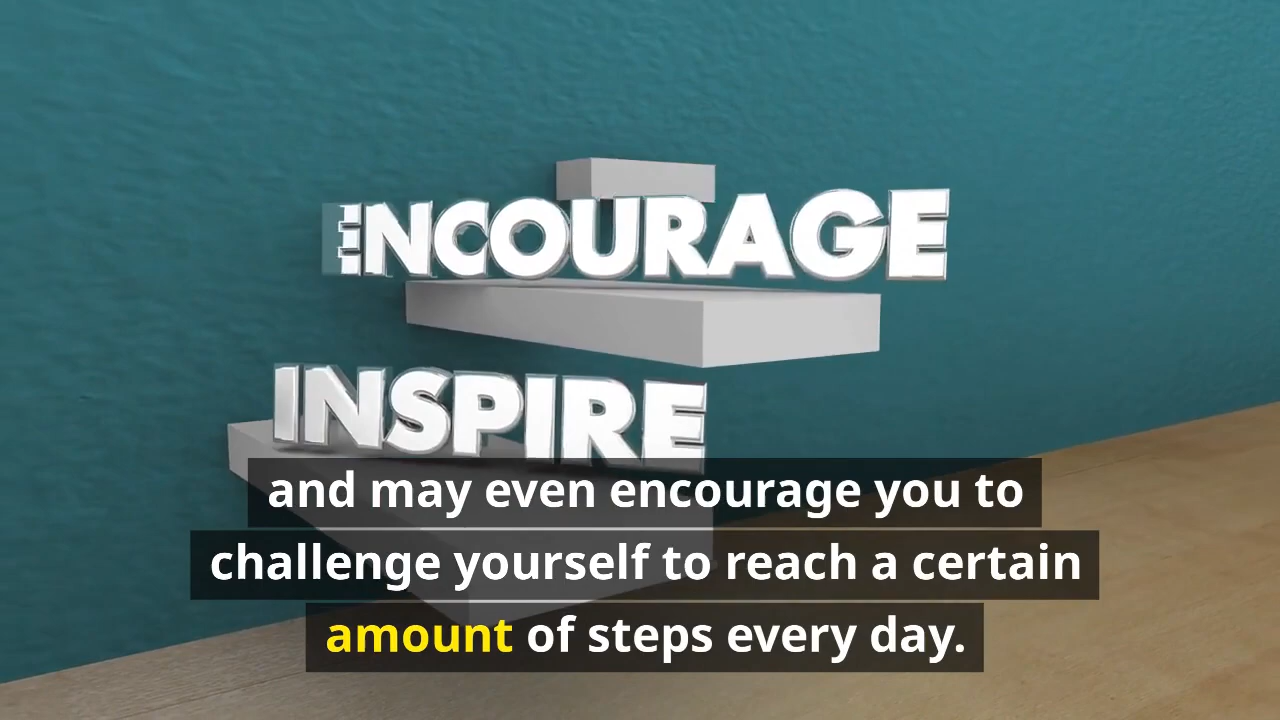 ENCOURAGE
INSPIRE
and may even encourage you to
challenge yourself to reach a certain
amount of steps every day.